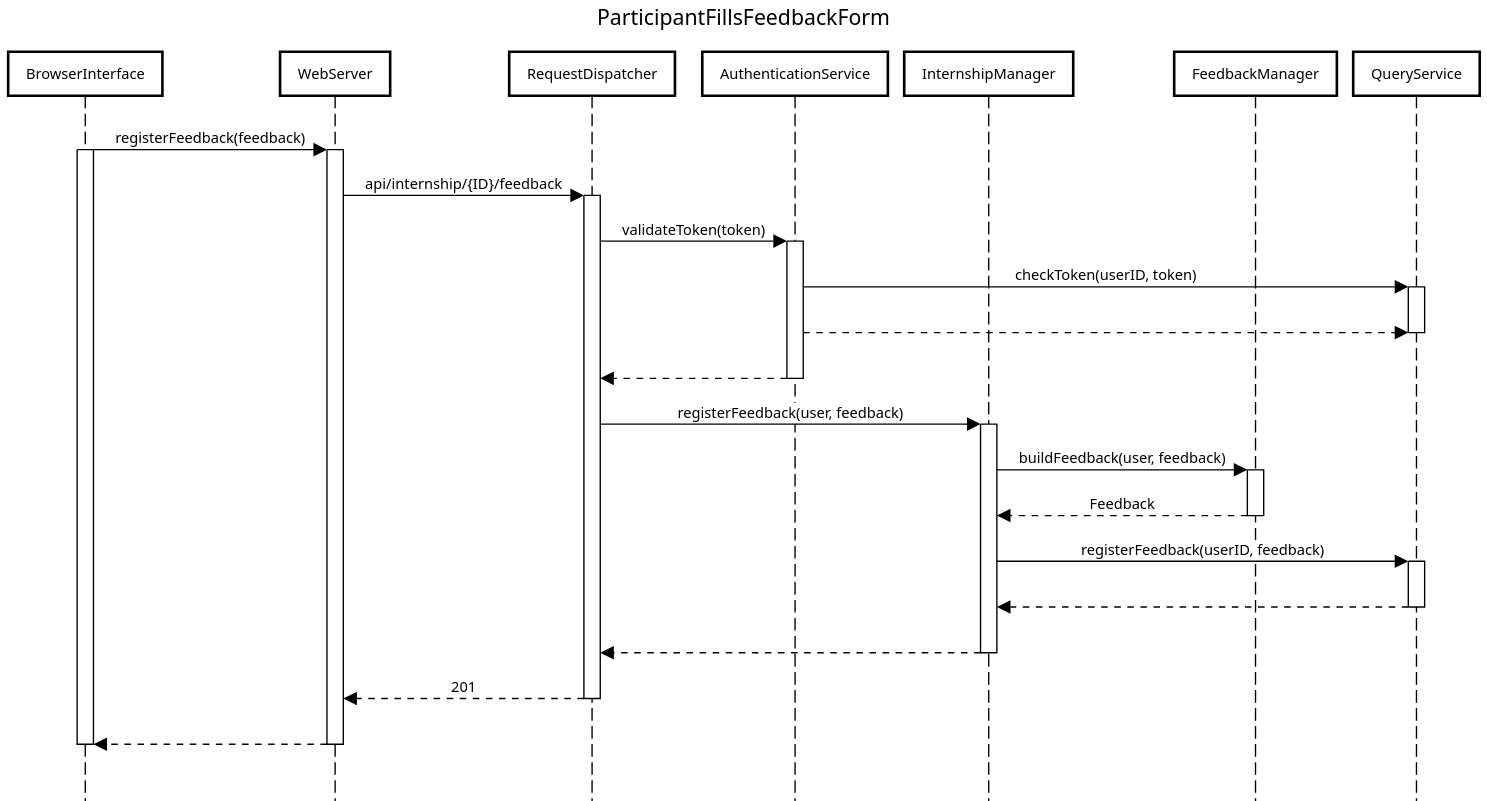 ParticipantFillsFeedbackForm
BrowserInterface
WebServer
RequestDispatcher
AuthenticationService
InternshipManager
FeedbackManager
QueryService
registerFeedback(feedback)
api/internship/{ID}/feedback
validateToken(token)
checkToken(userID, token)
registerFeedback(user, feedback)
buildFeedback(user, feedback)
Feedback
registerFeedback(userID, feedback)
201